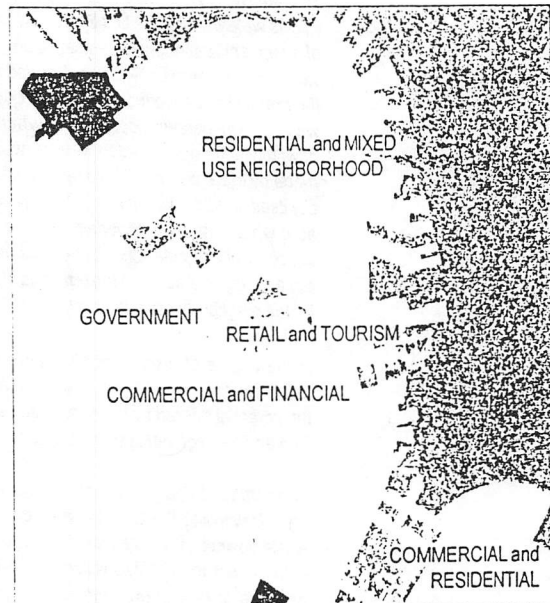 RESIDENTIAL and MIXED
USE NEIGHBORHOOD
GOVERNMENT
RETAIL and TOURISM
COMMERCIAL and FINANCIAL
COMMERCIAL and
RESIDENTIAL